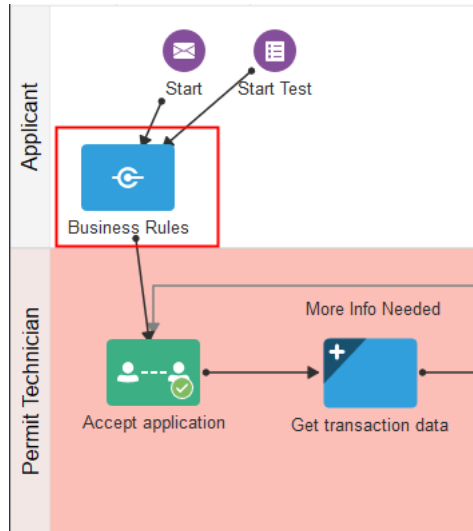 Applicant
Start
Start Test
Business Rules
Permit Technician
More Info Needed
Accept application
Get transaction data